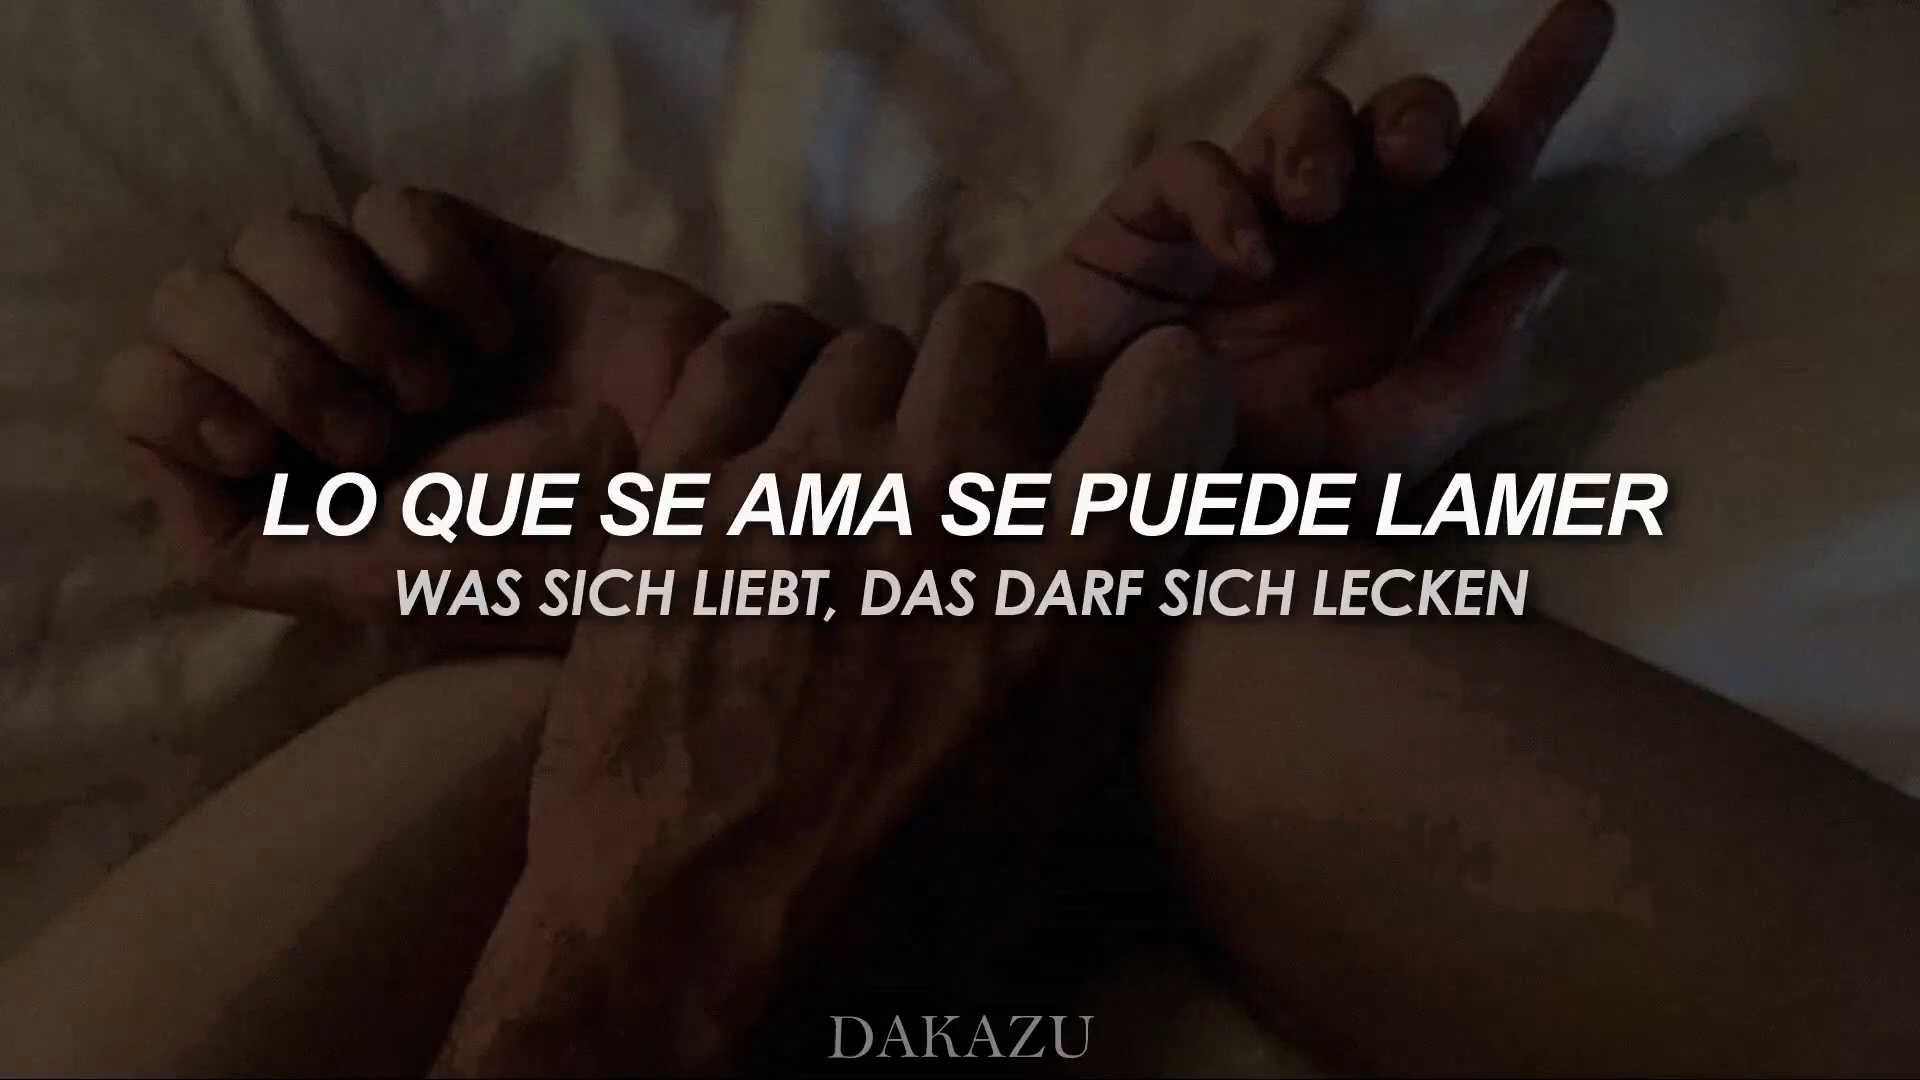 LO QUE SE AMA SE PUEDE LAMER
WAS SICH LIEBT, DAS DARF SICH LECKEN
DAKAZU